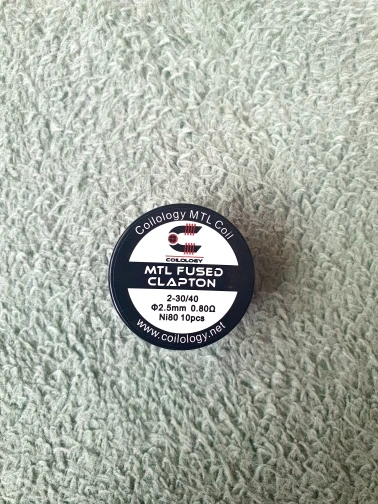 Coilology MTL Coil
COILOLOGY
MTL FUSED
CLAPTON
2-30/40
Φ2.5mm 0.80Ω
Ni80 10pcs
www.coilology.net